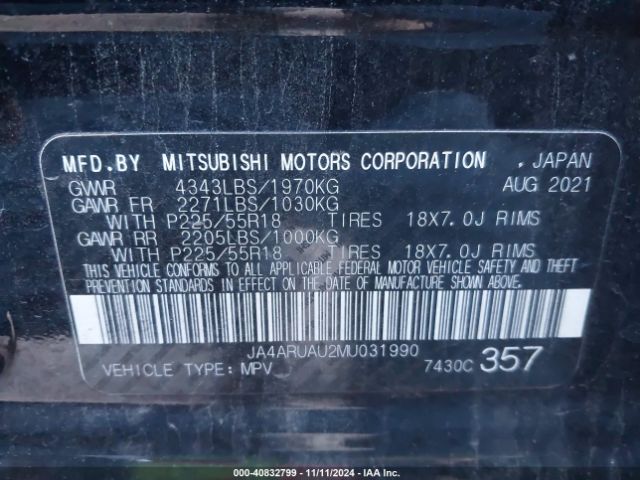 MFD.BY MITSUBISHI MOTORS CORPORATION . JAPAN
GVWR 4343LBS/1970KG AUG 2021
GAWR FR 2271LBS/1030KG
WITH P225/55R18 TIRES 18X7.0J RIMS
GAWR RR 2205LBS/1000KG
WITH P225/55R18 TIRES 18X7.0J RIMS
THIS VEHICLE CONFORMS TO ALL APPLICABLE FEDERAL MOTOR VEHICLE SAFETY AND THEFT
PREVENTION STANDARDS IN EFFECT ON THE DATE OF MANUFACTURE SHOWN ABOVE.
JA4ARUAU2MU031990
VEHICLE TYPE: MPV 7430C 357
000-40832799 - 11/11/2024 - IAA Inc.